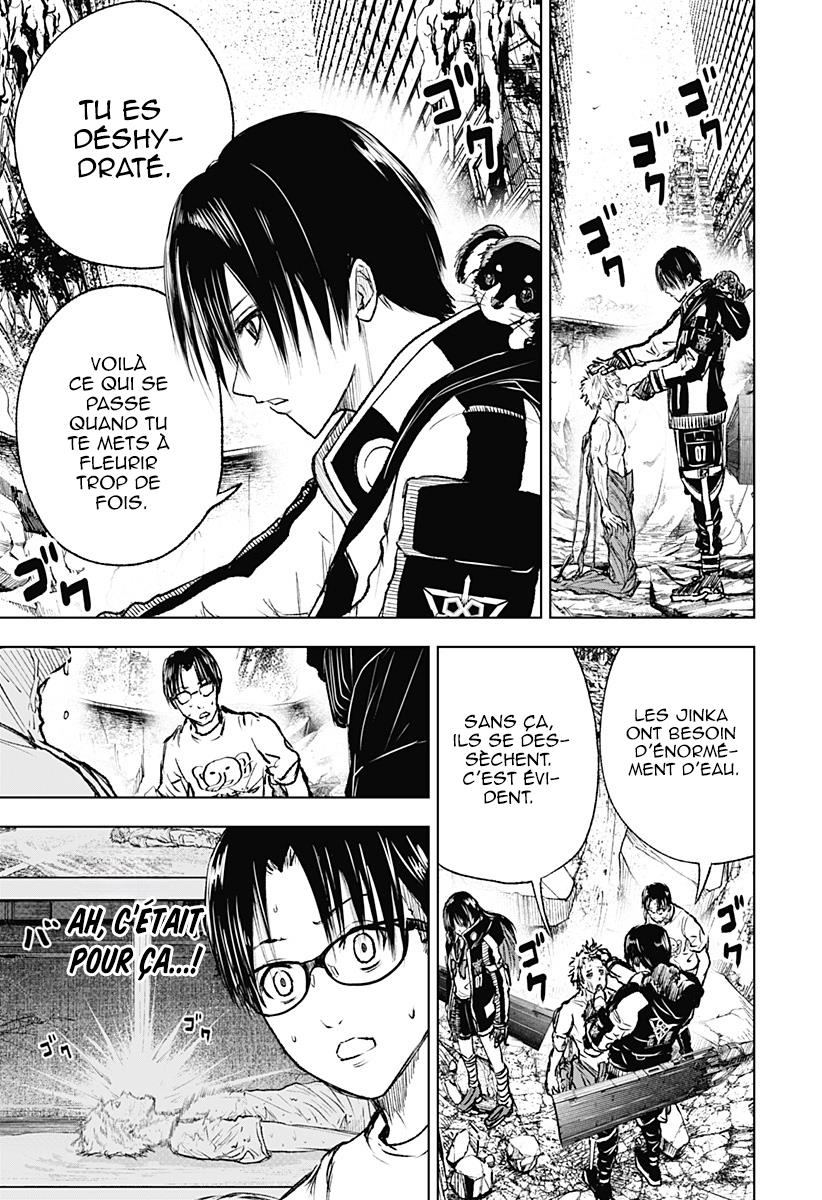 ゴク
ゴク
ゴク
TU ES
DÉSHY-
DRATÉ.
ゴク
ゴク
VOILÀ
CE QUI SE
PASSE
QUAND TU
TE METS À
FLEURIR
TROP DE
FOIS.
ゴク
ゴク
07
LES JINKA
ONT BESOIN
D'ÉNORMÉ-
MENT D'EAU.
SANS ÇA,
ILS SE DES-
SÈCHENT.
C'EST ÉVI-
DENT.
ゴク
ゴク
バ
AH, C'ÉTAIT
POUR ÇA...!
ゴク
ゴク